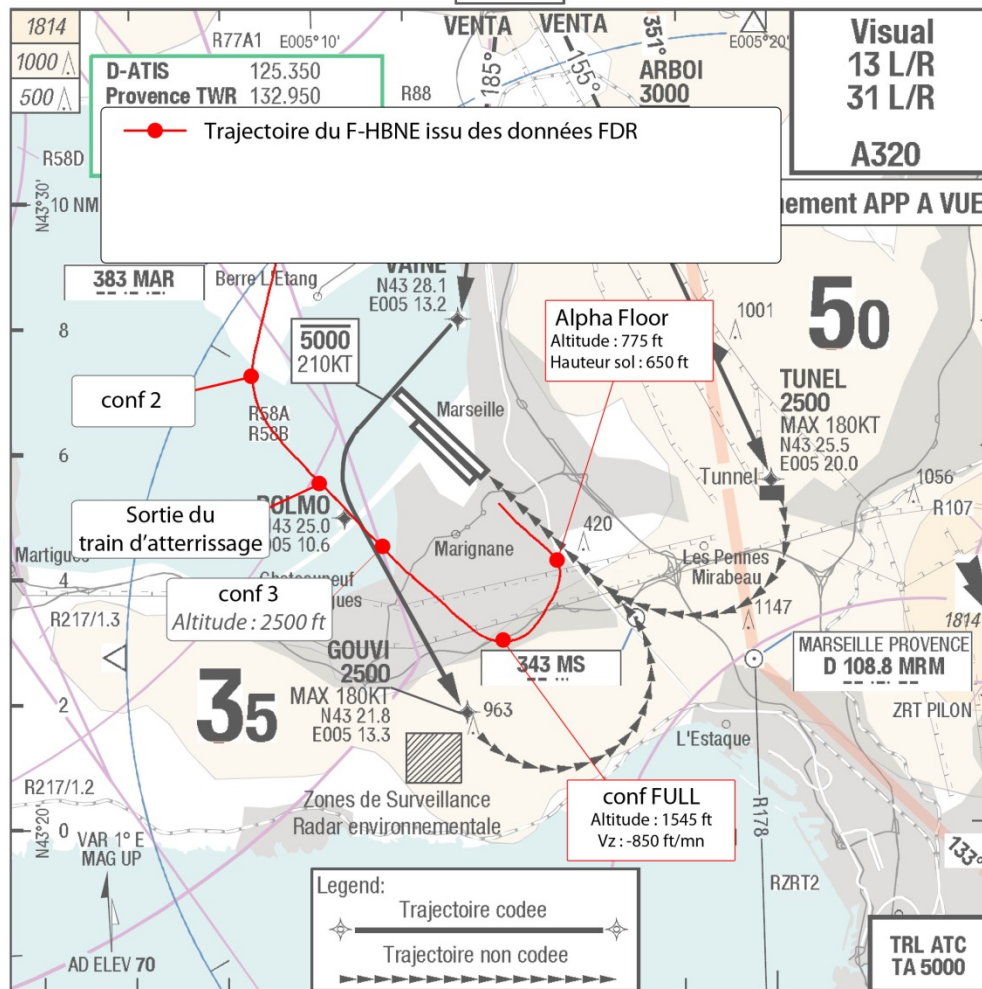 1814
1000
500
R77A1
E005°10'
VENTA
VENTA
185°
155°
351°
E005°20'
ARBOI
3000
Visual
13 L/R
31 L/R
A320
D-ATIS 125.350
Provence TWR 132.950
R88
R58D
Trajectoire du F-HBNE issu des données FDR
N43°30'
10 NM
nement APP A VUE
383 MAR
Berre L'Etang
VAINE
N43 28.1
E005 13.2
8
5000
210KT
Alpha Floor
Altitude : 775 ft
Hauteur sol : 650 ft
1001
50
conf 2
R58A
R58B
Marseille
TUNEL
2500
MAX 180KT
N43 25.5
E005 20.0
6
Tunnel
1056
R107
Sortie du
train d'atterrissage
OLMO
43 25.0
005 10.6
Marignane
420
Les Pennes
Mirabeau
Martigues
4
conf 3
Altitude : 2500 ft
R217/1.3
1147
1814
GOUVI
2500
MAX 180KT
N43 21.8
E005 13.3
343 MS
MARSEILLE PROVENCE
D 108.8 MRM
35
2
963
L'Estaque
ZRT PILON
R217/1.2
Zones de Surveillance
Radar environnementale
conf FULL
Altitude : 1545 ft
Vz : -850 ft/mn
R178
N43°20'
0
VAR 1° E
MAG UP
133°
RZRT2
Legend:
Trajectoire codee
Trajectoire non codee
AD ELEV 70
TRL ATC
TA 5000